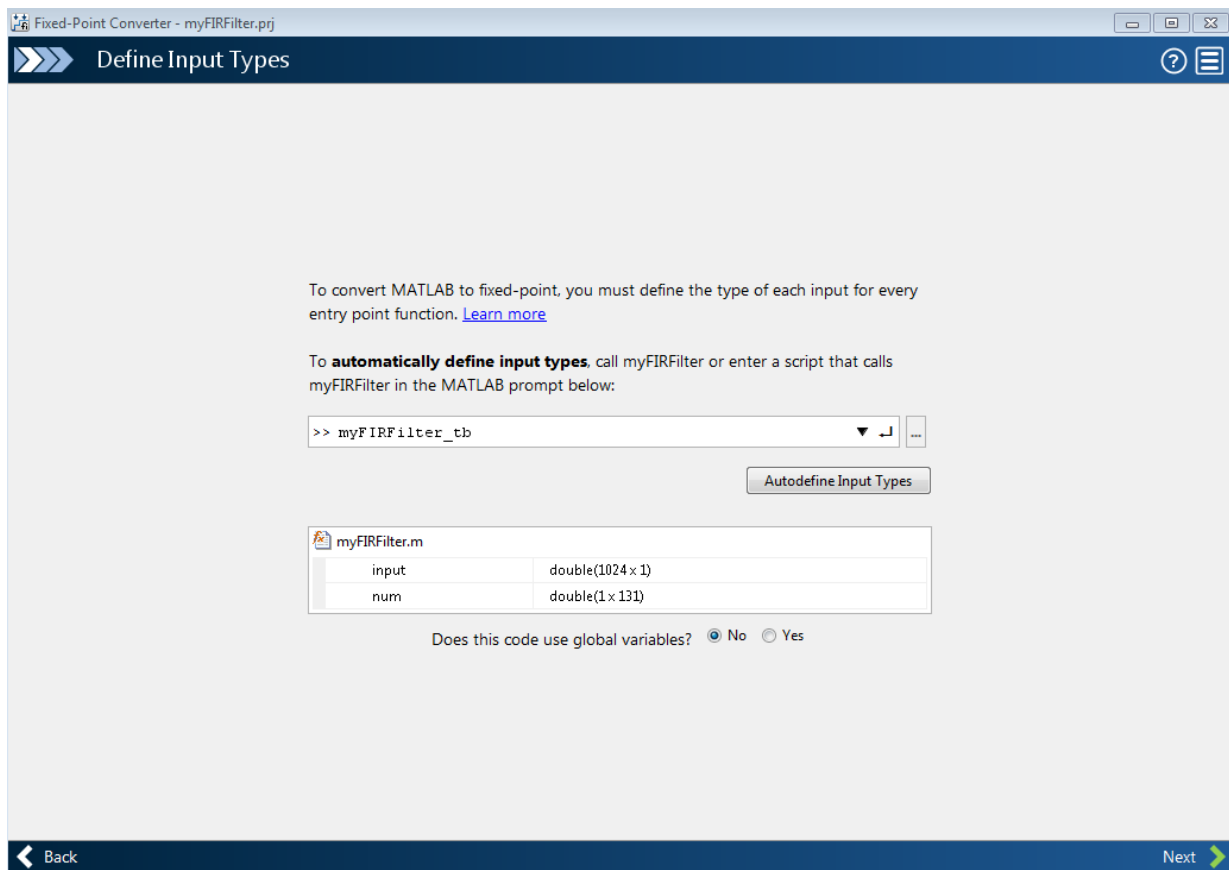 Fixed-Point Converter - myFIRFilter.prj
Define Input Types
To convert MATLAB to fixed-point, you must define the type of each input for every
entry point function. Learn more
To automatically define input types, call myFIRFilter or enter a script that calls
myFIRFilter in the MATLAB prompt below:
>> myFIRFilter_tb
...
Autodefine Input Types
myFIRFilter.m
input double(1024 x 1)
num double(1 x 131)
Does this code use global variables? No Yes
Back Next